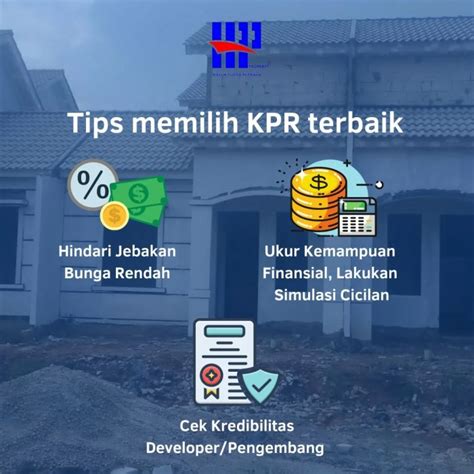 Tips memilih KPR terbaik
%
$
Hindari Jebakan
Bunga Rendah
$
Ukur Kemampuan
Finansial, Lakukan
Simulasi Cicilan
Cek Kredibilitas
Developer/Pengembang